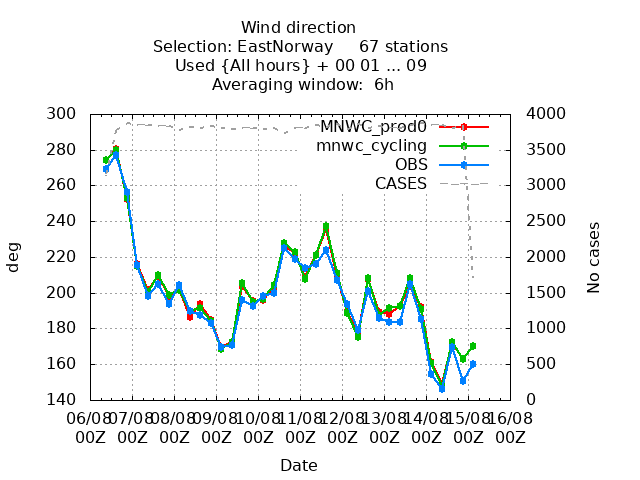 Wind direction
Selection: EastNorway 67 stations
Used {All hours} + 00 01 ... 09
Averaging window: 6h
300 4000
280 3500
260 3000
240 2500
220 2000
200 1500
180 1000
160 500
140 0
MNWC_prod0
mnwc_cycling
OBS
CASES
deg
No cases
06/08 07/08 08/08 09/08 10/08 11/08 12/08 13/08 14/08 15/08 16/08
00Z 00Z 00Z 00Z 00Z 00Z 00Z 00Z 00Z 00Z 00Z
Date